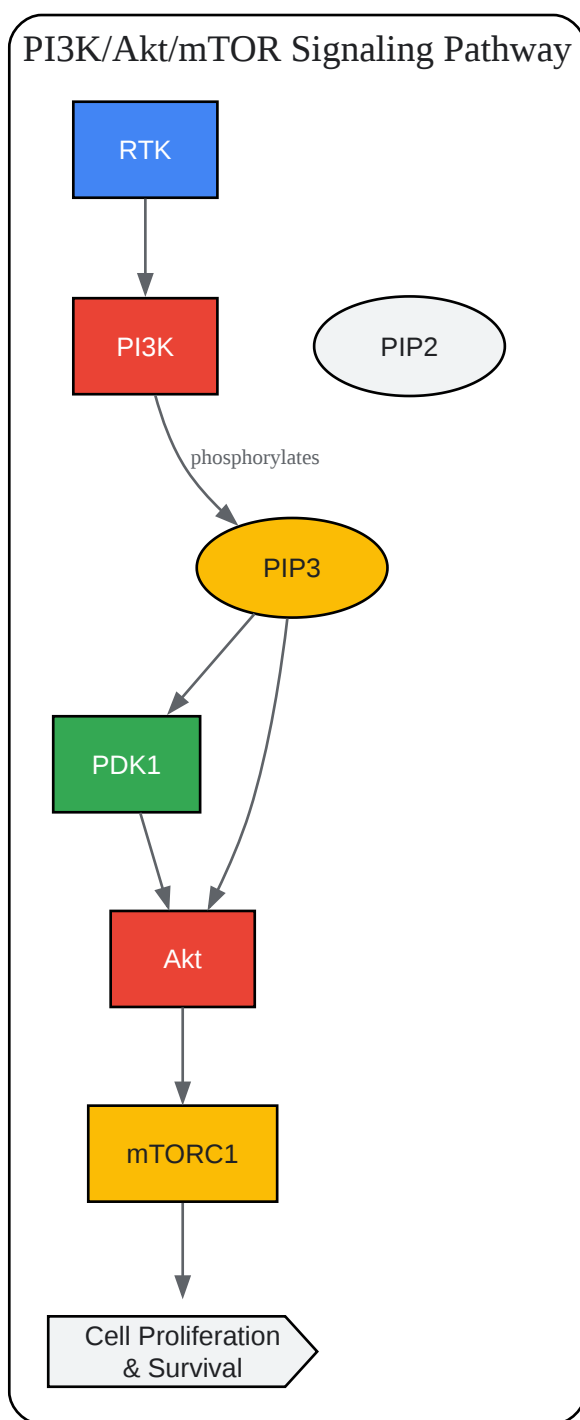 PI3K/Akt/mTOR Signaling Pathway
RTK
PI3K
PIP2
phosphorylates
PIP3
PDK1
Akt
mTORC1
Cell Proliferation
& Survival